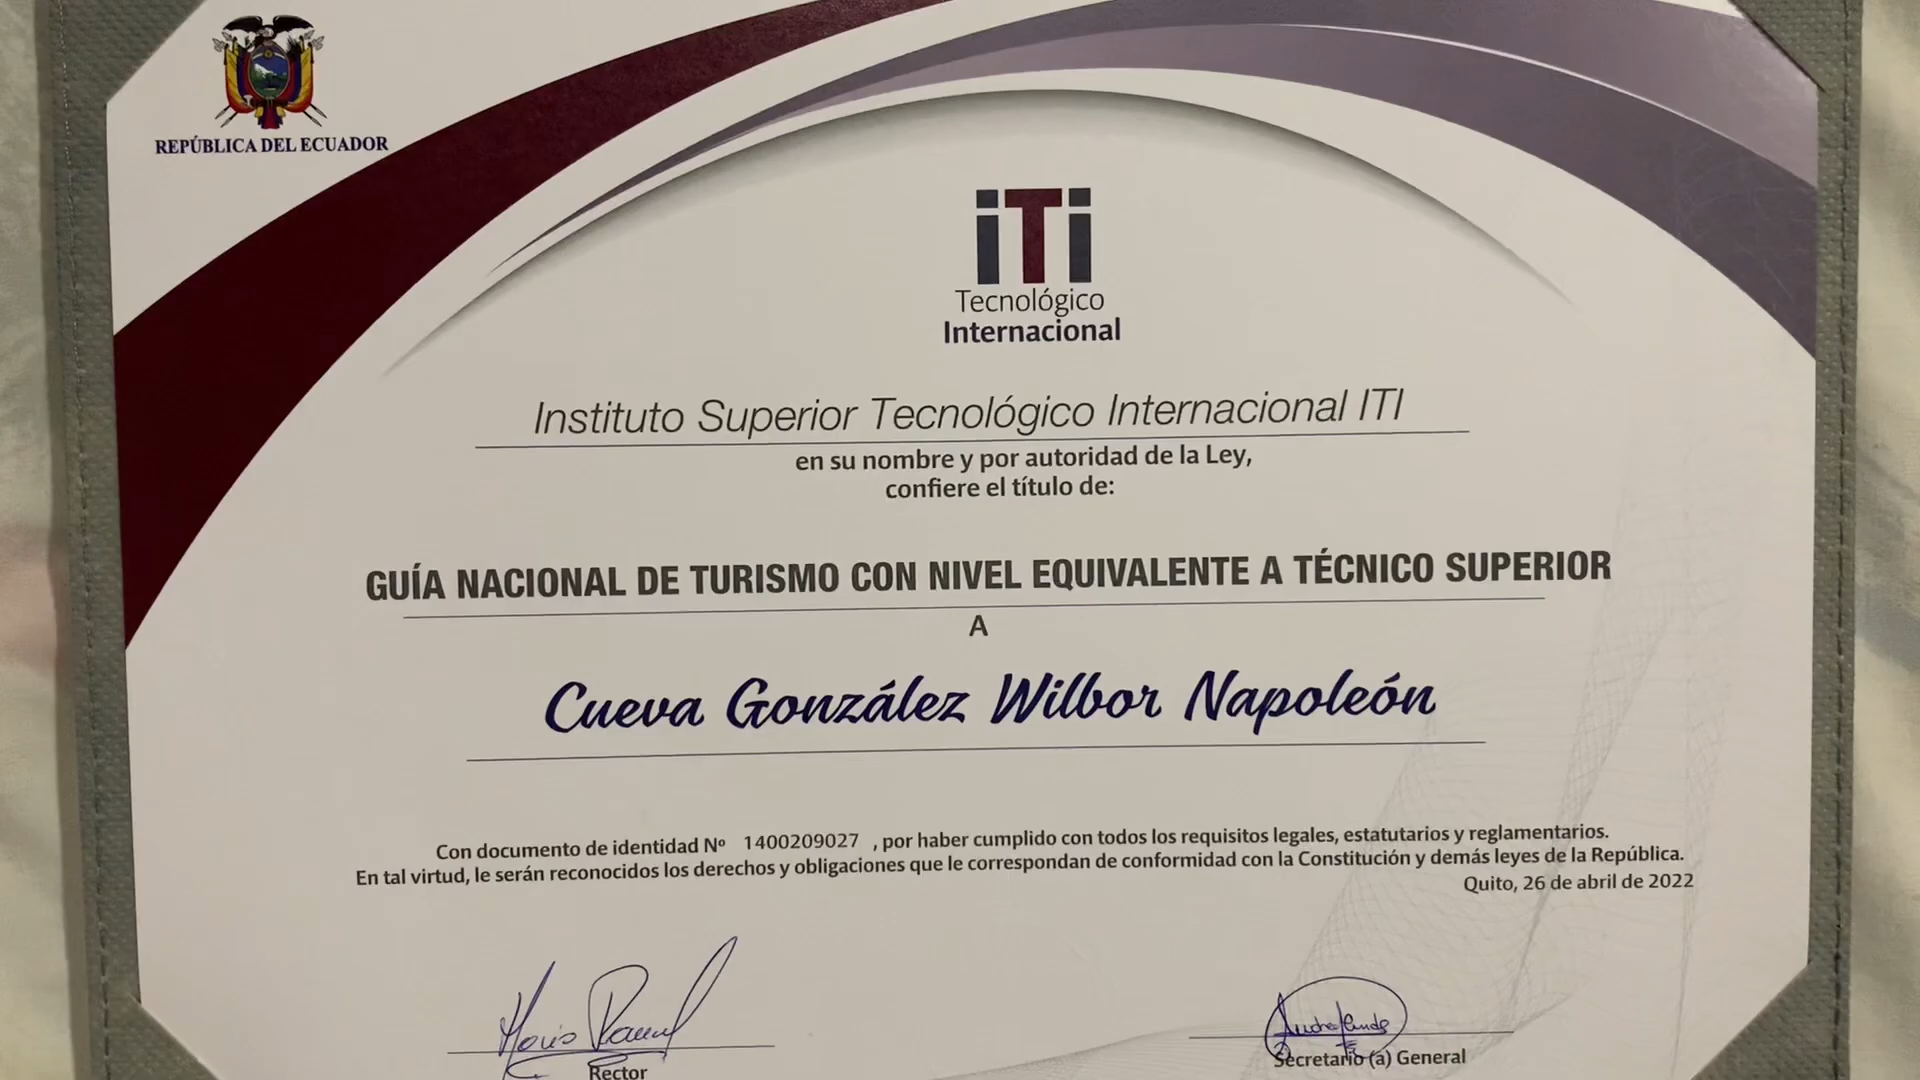 REPÚBLICA DEL ECUADOR
iTi
Tecnológico
Internacional
Instituto Superior Tecnológico Internacional ITI
en su nombre y por autoridad de la Ley,
confiere el título de:
GUÍA NACIONAL DE TURISMO CON NIVEL EQUIVALENTE A TÉCNICO SUPERIOR
A
Cueva González Wilbor Napoleón
Con documento de identidad Nº 1400209027 , por haber cumplido con todos los requisitos legales, estatutarios y reglamentarios.
En tal virtud, le serán reconocidos los derechos y obligaciones que le correspondan de conformidad con la Constitución y demás leyes de la República.
Quito, 26 de abril de 2022
Rector
Secretario (a) General